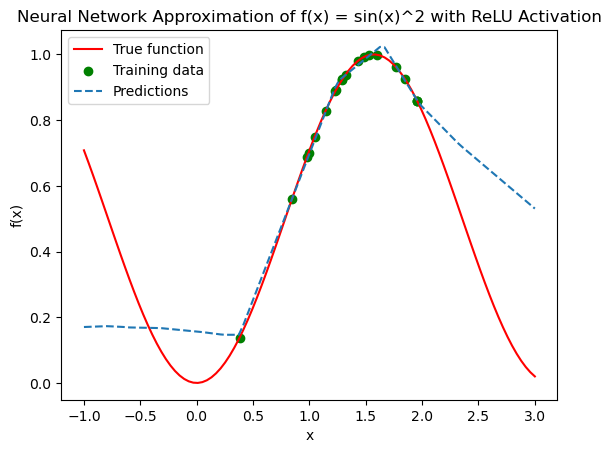 Neural Network Approximation of f(x) = sin(x)^2 with ReLU Activation
True function
Training data
Predictions
f(x)
1.0
0.8
0.6
0.4
0.2
0.0
−1.0 −0.5 0.0 0.5 1.0 1.5 2.0 2.5 3.0
x